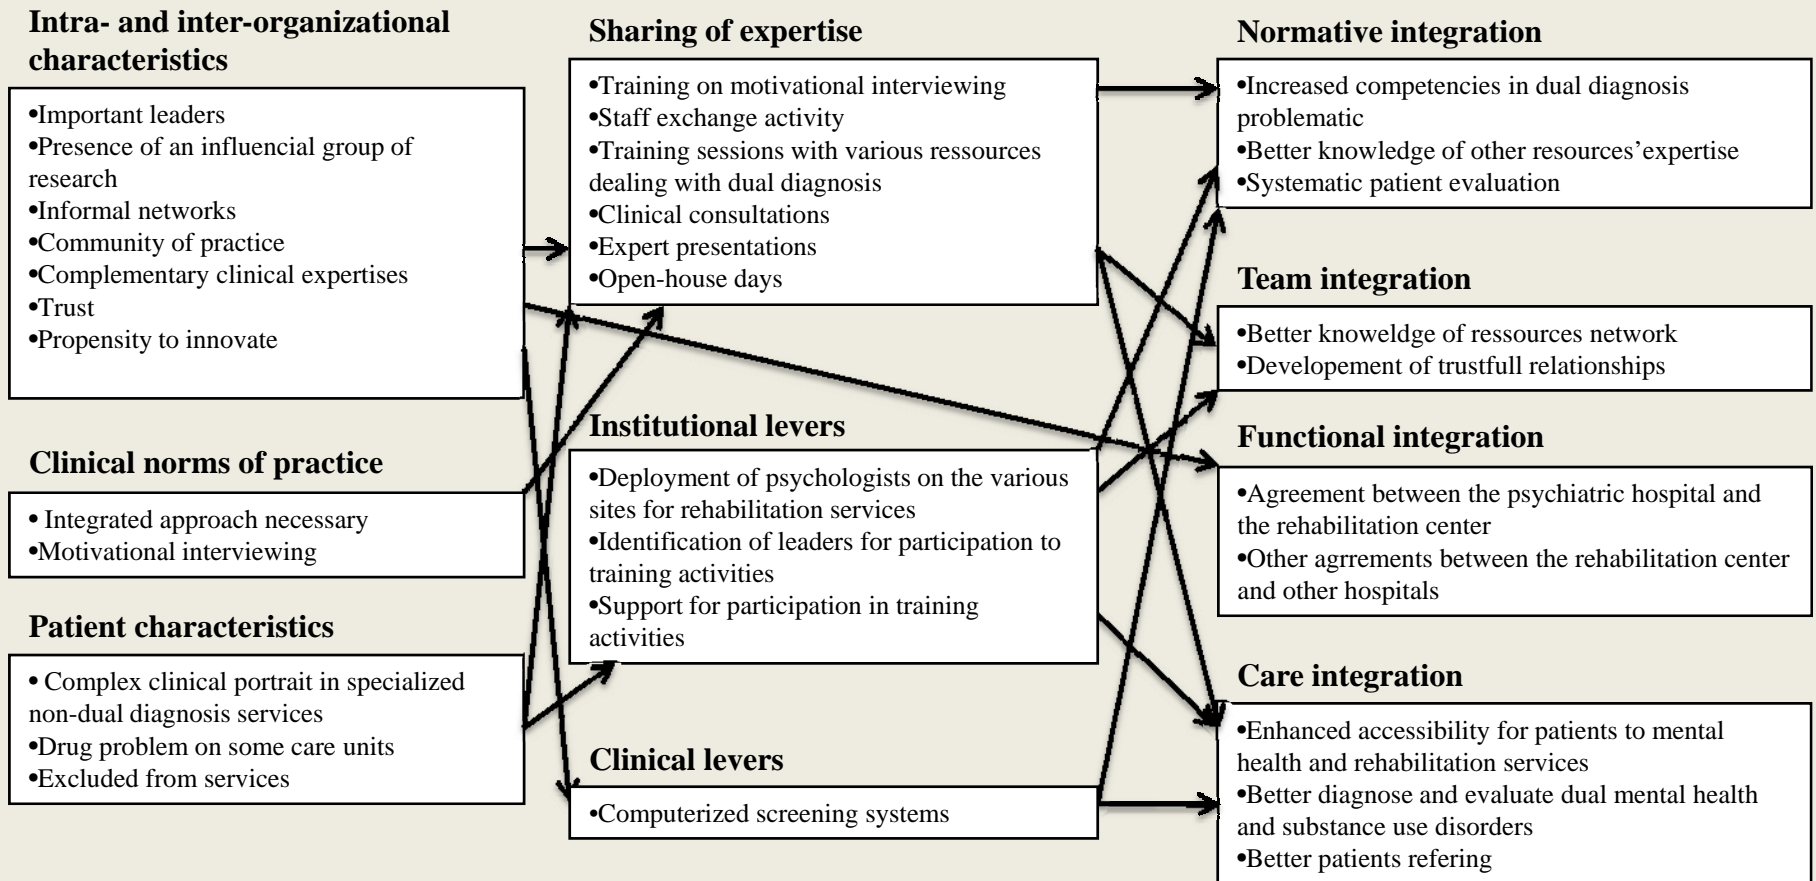 Intra- and inter-organizational
characteristics
•Important leaders
•Presence of an influencial group of
research
•Informal networks
•Community of practice
•Complementary clinical expertises
•Trust
•Propensity to innovate
Clinical norms of practice
• Integrated approach necessary
•Motivational interviewing
Patient characteristics
• Complex clinical portrait in specialized
non-dual diagnosis services
•Drug problem on some care units
•Excluded from services
Sharing of expertise
•Training on motivational interviewing
•Staff exchange activity
•Training sessions with various ressources
dealing with dual diagnosis
•Clinical consultations
•Expert presentations
•Open-house days
Institutional levers
•Deployment of psychologists on the various
sites for rehabilitation services
•Identification of leaders for participation to
training activities
•Support for participation in training
activities
Clinical levers
•Computerized screening systems
Normative integration
•Increased competencies in dual diagnosis
problematic
•Better knowledge of other resources’expertise
•Systematic patient evaluation
Team integration
•Better knoweldge of ressources network
•Developement of trustfull relationships
Functional integration
•Agreement between the psychiatric hospital and
the rehabilitation center
•Other agrrements between the rehabilitation center
and other hospitals
Care integration
•Enhanced accessibility for patients to mental
health and rehabilitation services
•Better diagnose and evaluate dual mental health
and substance use disorders
•Better patients refering